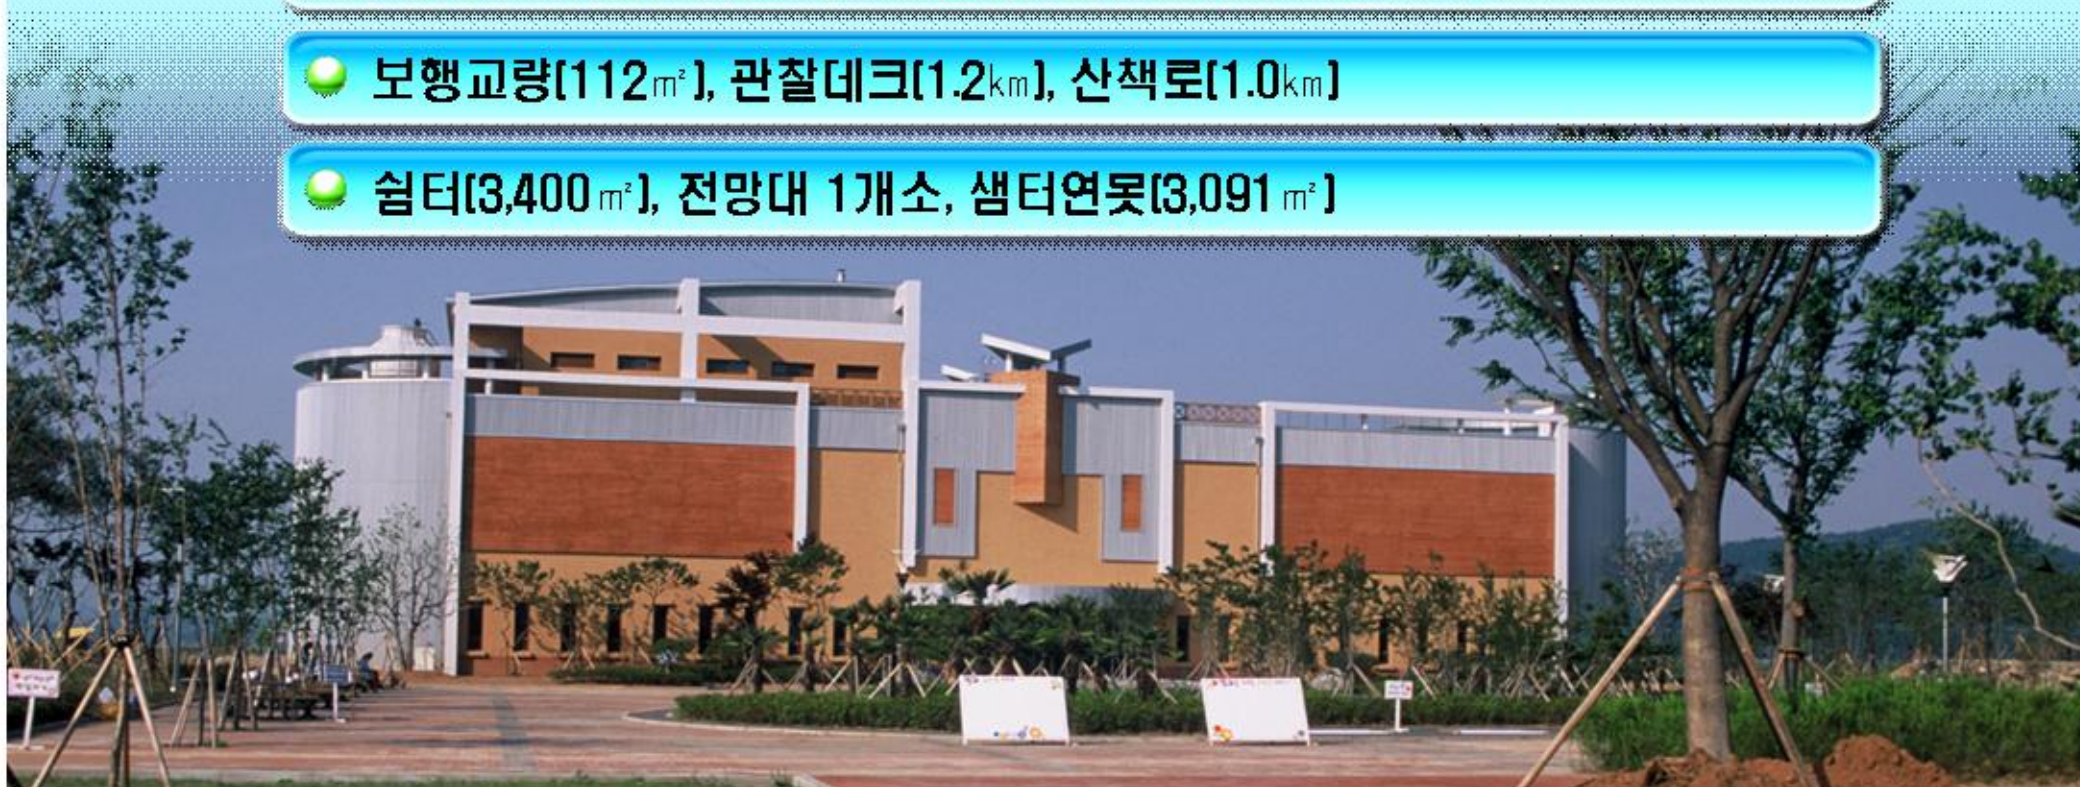 보행교량(112㎡), 관찰데크(1.2㎞), 산책로(1.0㎞)
쉼터(3,400㎡), 전망대 1개소, 샘터연못(3,091㎡)